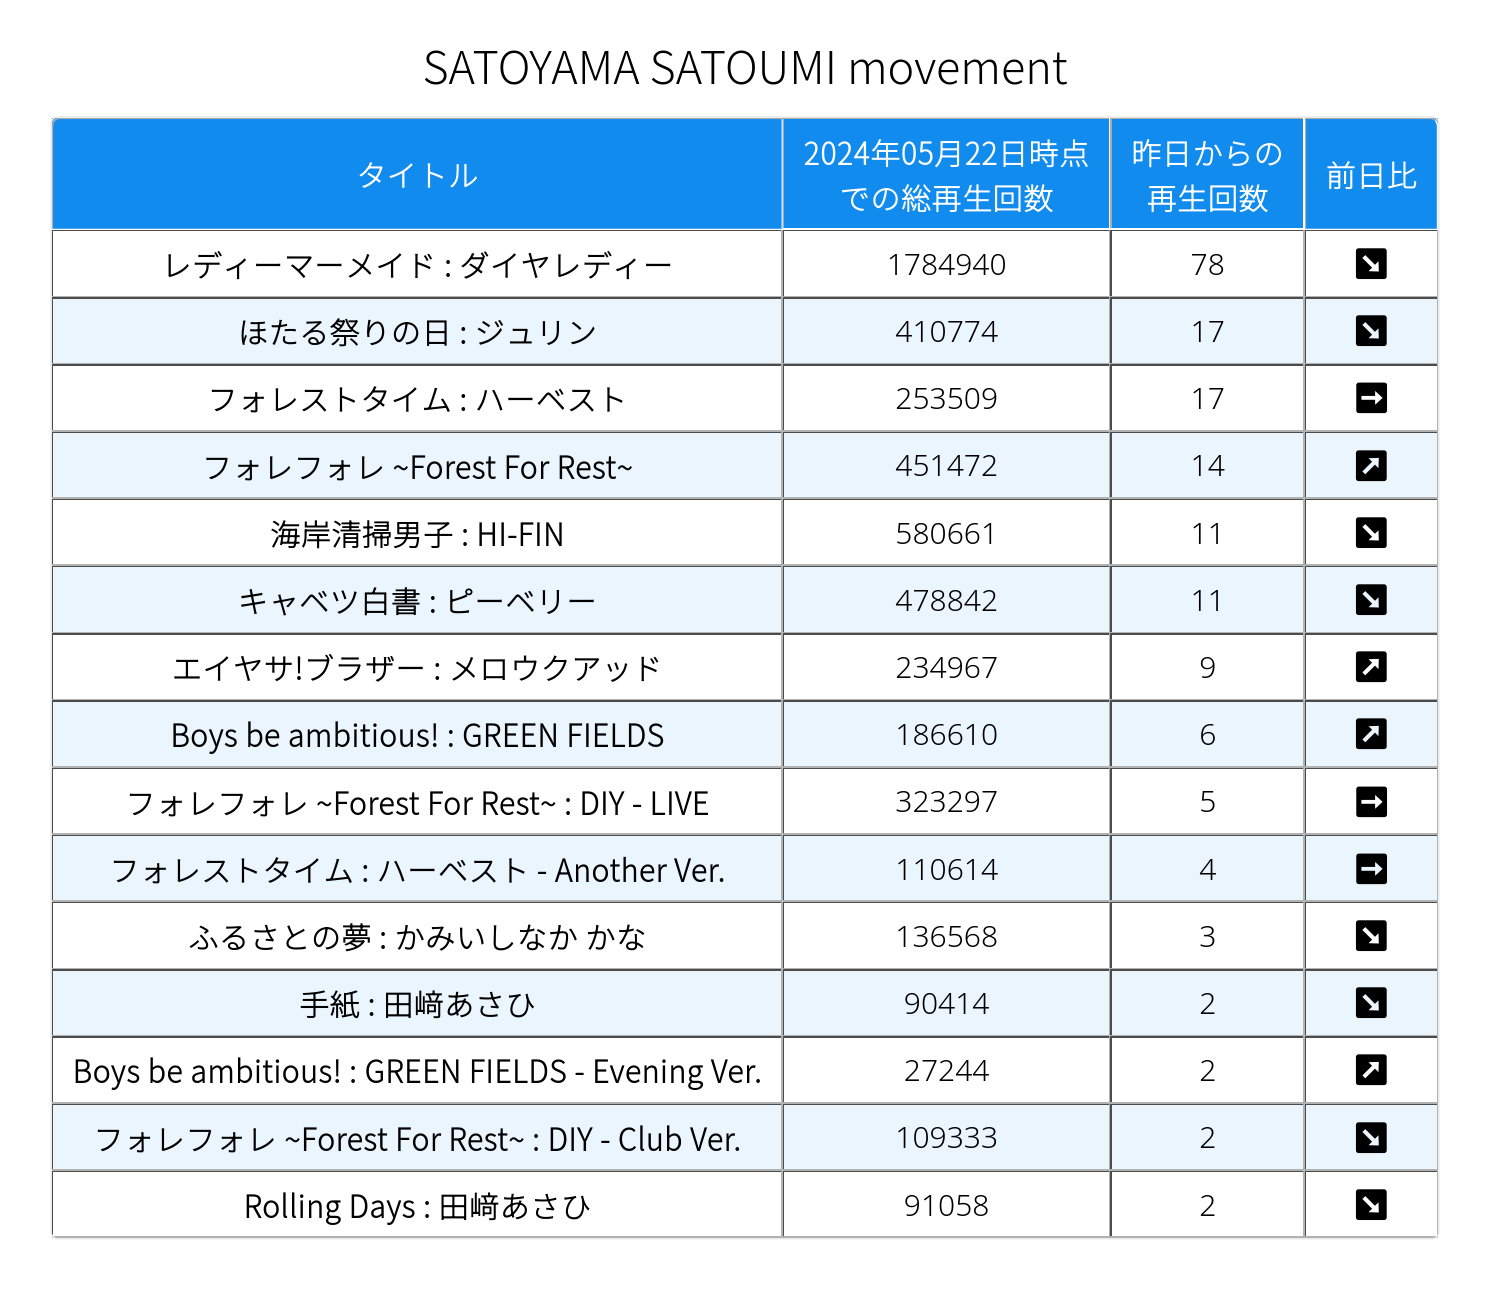 SATOYAMA SATOUMI movement
タイトル 2024年05月22日時点での総再生回数 昨日からの再生回数 前日比
レディーマーメイド : ダイヤレディー 1784940 78 ↘
ほたる祭りの日 : ジュリン 410774 17 ↘
フォレストタイム : ハーベスト 253509 17 →
フォレフォレ ~Forest For Rest~ 451472 14 ↗
海岸清掃男子 : HI-FIN 580661 11 ↘
キャベツ白書 : ピーベリー 478842 11 ↘
エイヤサ!ブラザー : メロウクアッド 234967 9 ↗
Boys be ambitious! : GREEN FIELDS 186610 6 ↗
フォレフォレ ~Forest For Rest~ : DIY - LIVE 323297 5 →
フォレストタイム : ハーベスト - Another Ver. 110614 4 →
ふるさとの夢 : かみいしなか かな 136568 3 ↘
手紙 : 田﨑あさひ 90414 2 ↘
Boys be ambitious! : GREEN FIELDS - Evening Ver. 27244 2 ↗
フォレフォレ ~Forest For Rest~ : DIY - Club Ver. 109333 2 ↘
Rolling Days : 田﨑あさひ 91058 2 ↘